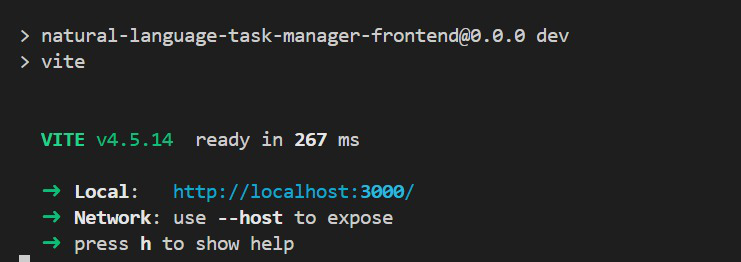 > natural-language-task-manager-frontend@0.0.0 dev
> vite
VITE v4.5.14 ready in 267 ms
➜ Local: http://localhost:3000/
➜ Network: use --host to expose
➜ press h to show help